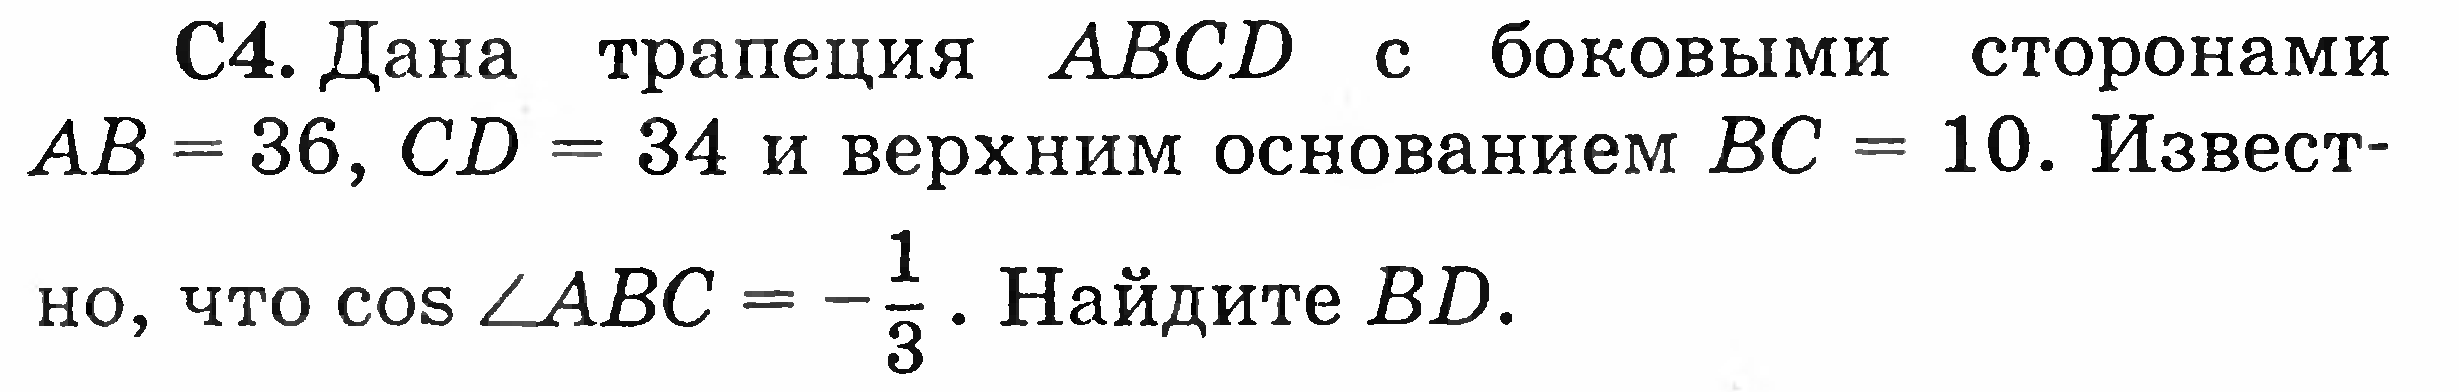 С4. Дана трапеция ABCD с боковыми сторонами
AB = 36, CD = 34 и верхним основанием BC = 10. Извест-
но, что cos ∠ABC = −1/3. Найдите BD.